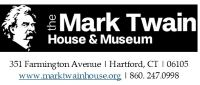 the Mark Twain
House & Museum
351 Farmington Avenue | Hartford, CT | 06105
www.marktwainhouse.org | 860. 247.0998